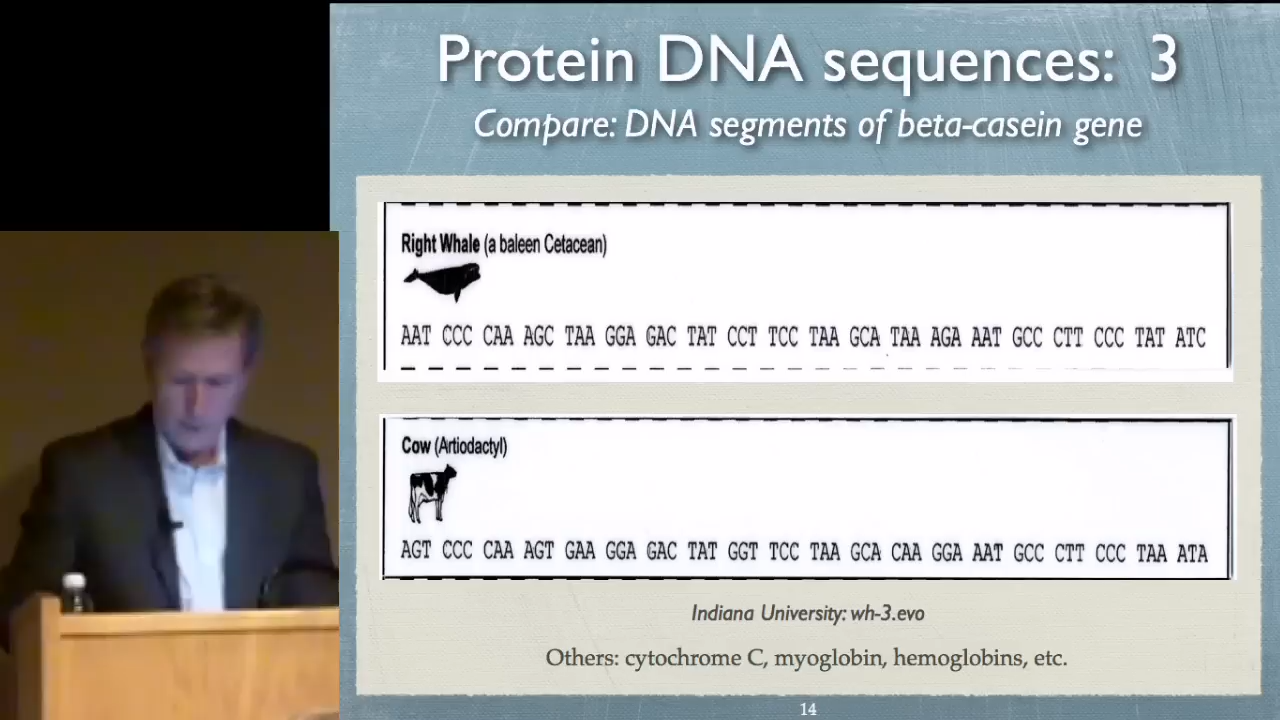 Protein DNA sequences: 3
Compare: DNA segments of beta-casein gene
Right Whale (a baleen Cetacean)
AAT CCC CAA AGC TAA GGA GAC TAT CCT TCC TAA GCA TAA AGA AAT GCC CTT CCC TAT ATC
Cow (Artiodactyl)
AGT CCC CAA AGT GAA GGA GAC TAT GGT TCC TAA GCA CAA GGA AAT GCC CTT CCC TAA ATA
Indiana University: wh-3.evo
Others: cytochrome C, myoglobin, hemoglobins, etc.
14